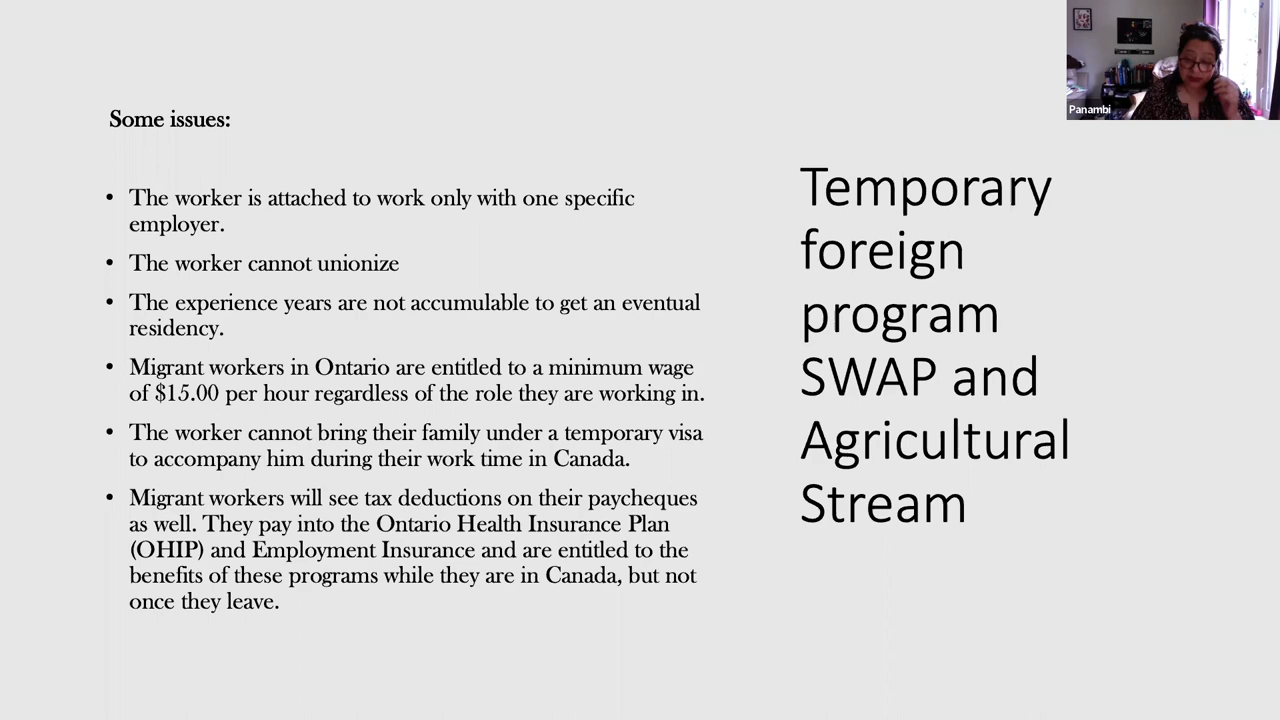 Some issues:
• The worker is attached to work only with one specific
employer.
• The worker cannot unionize
• The experience years are not accumulable to get an eventual
residency.
• Migrant workers in Ontario are entitled to a minimum wage
of $15.00 per hour regardless of the role they are working in.
• The worker cannot bring their family under a temporary visa
to accompany him during their work time in Canada.
• Migrant workers will see tax deductions on their paycheques
as well. They pay into the Ontario Health Insurance Plan
(OHIP) and Employment Insurance and are entitled to the
benefits of these programs while they are in Canada, but not
once they leave.
Temporary
foreign
program
SWAP and
Agricultural
Stream
Panambi